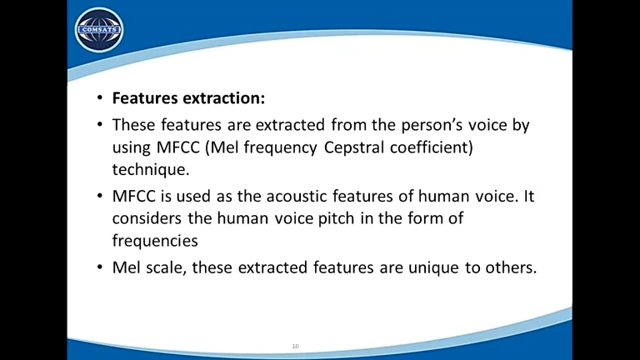 COMSATS
• Features extraction:
• These features are extracted from the person's voice by
using MFCC (Mel frequency Cepstral coefficient)
technique.
• MFCC is used as the acoustic features of human voice. It
considers the human voice pitch in the form of
frequencies
• Mel scale, these extracted features are unique to others.
10